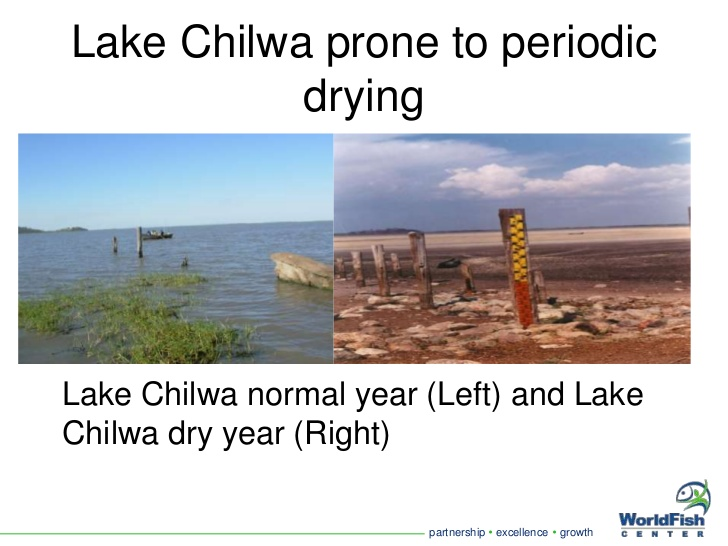 Lake Chilwa prone to periodic
drying
Lake Chilwa normal year (Left) and Lake
Chilwa dry year (Right)
partnership • excellence • growth
WorldFish
CENTER